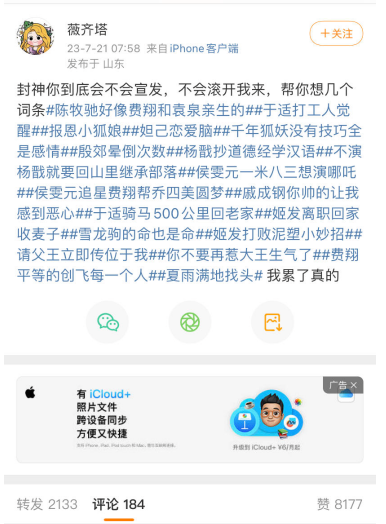 薇齐塔
23-7-21 07:58 来自iPhone客户端
发布于 山东
+关注
封神你到底会不会宣发，不会滚开我来，帮你想几个
词条#陈牧驰好像费翔和袁泉亲生的##于适打工人觉
醒##报恩小狐娘##妲己恋爱脑##千年狐妖没有技巧全
是感情##殷郊晕倒次数##杨戬抄道德经学汉语##不演
杨戬就要回山里继承部落##侯雯元一米八三想演哪吒
##侯雯元追星费翔帮乔四美圆梦##戚成钢你帅的让我
感到恶心##于适骑马500公里回老家##姬发离职回家
收麦子##雪龙驹的命也是命##姬发打败泥塑小妙招##
请父王立即传位于我##你不要再惹大王生气了##费翔
平等的创飞每一个人##夏雨满地找头# 我累了真的
广告 ×
有 iCloud+
照片文件
跨设备同步
方便又快捷
升级到 iCloud+ ¥6/月起
转发 2133 评论 184
赞 8177